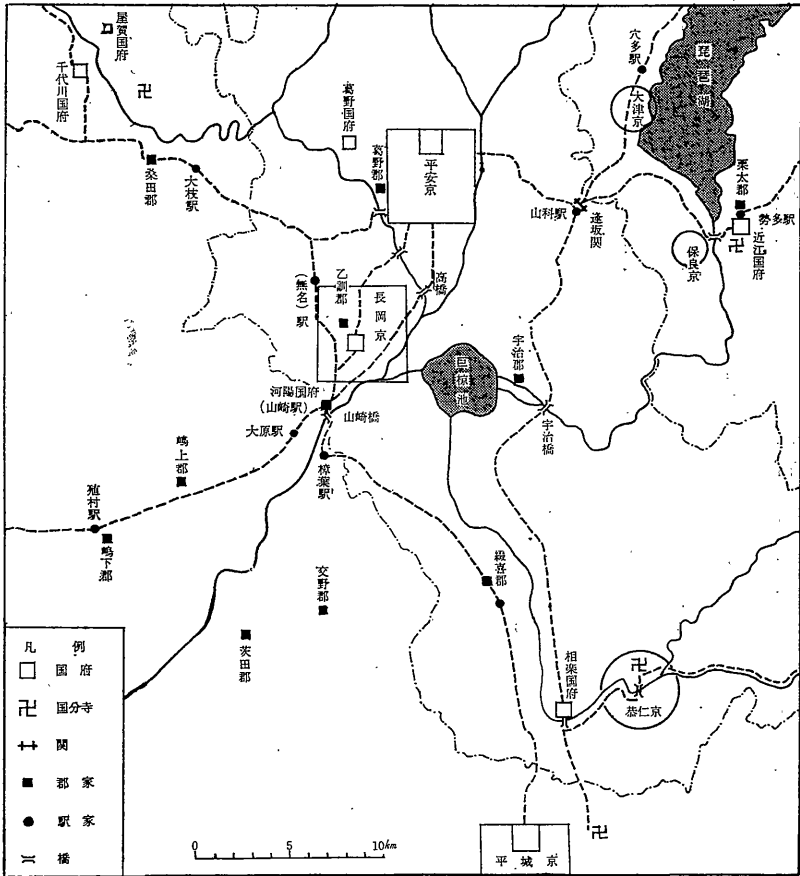 屋賀国府
千代川国府
桑田郡
大枝駅
葛野国府
葛野郡
平安京
穴多駅
大津京
琵琶湖
栗太郡
勢多駅
近江国府
保良京
山科駅
逢坂関
(無名)駅
乙訓郡
長岡京
高橋
巨椋池
宇治郡
宇治橋
河陽国府
(山崎駅)
山崎橋
大原駅
樟葉駅
嶋上郡
殖村駅
嶋下郡
交野郡
茨田郡
綴喜郡
相楽国府
恭仁京
平城京
凡例
国府
国分寺
関
郡家
駅家
橋
0 5 10km